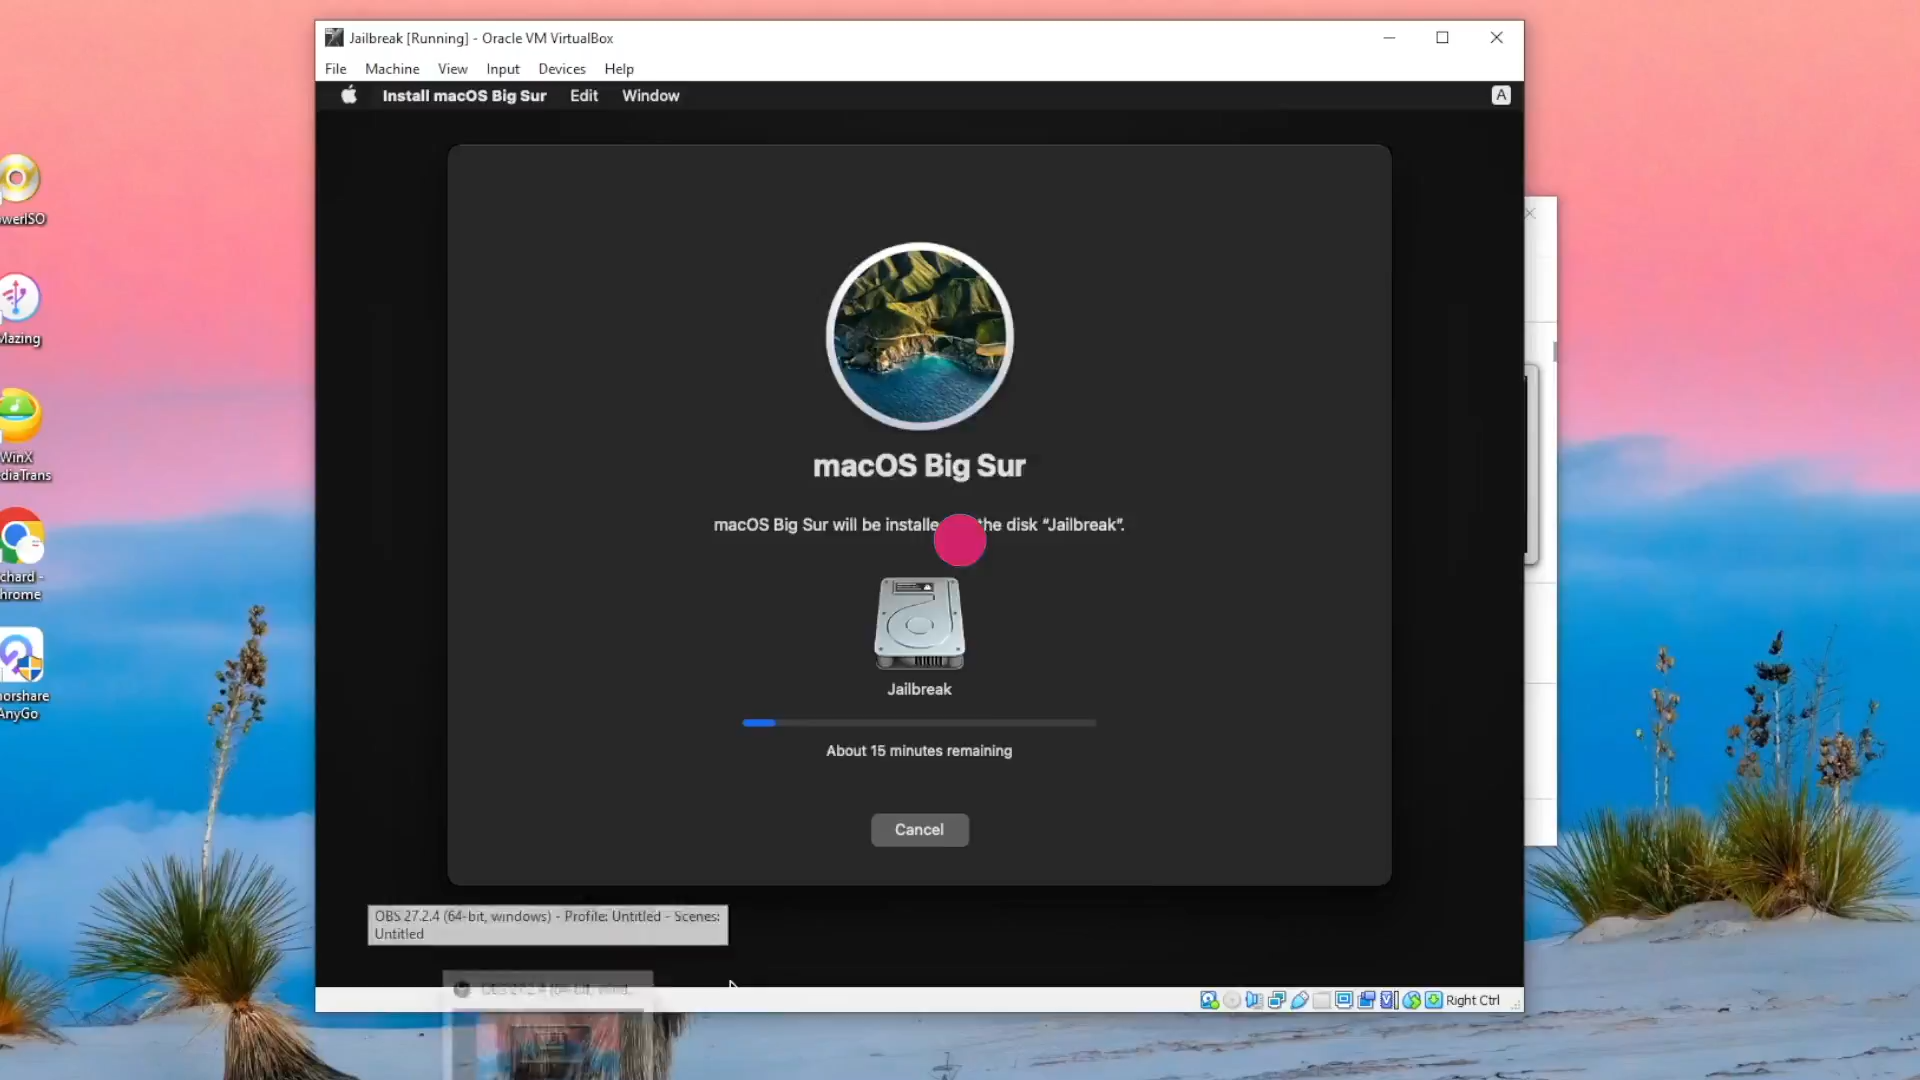 Jailbreak [Running] - Oracle VM VirtualBox
File Machine View Input Devices Help
Install macOS Big Sur Edit Window
A
werISO
Mazing
WinX
diaTrans
chard -
hrome
orshare
AnyGo
macOS Big Sur
macOS Big Sur will be installe the disk “Jailbreak”.
Jailbreak
About 15 minutes remaining
Cancel
OBS 27.2.4 (64-bit, windows) - Profile: Untitled - Scenes:
Untitled
Right Ctrl